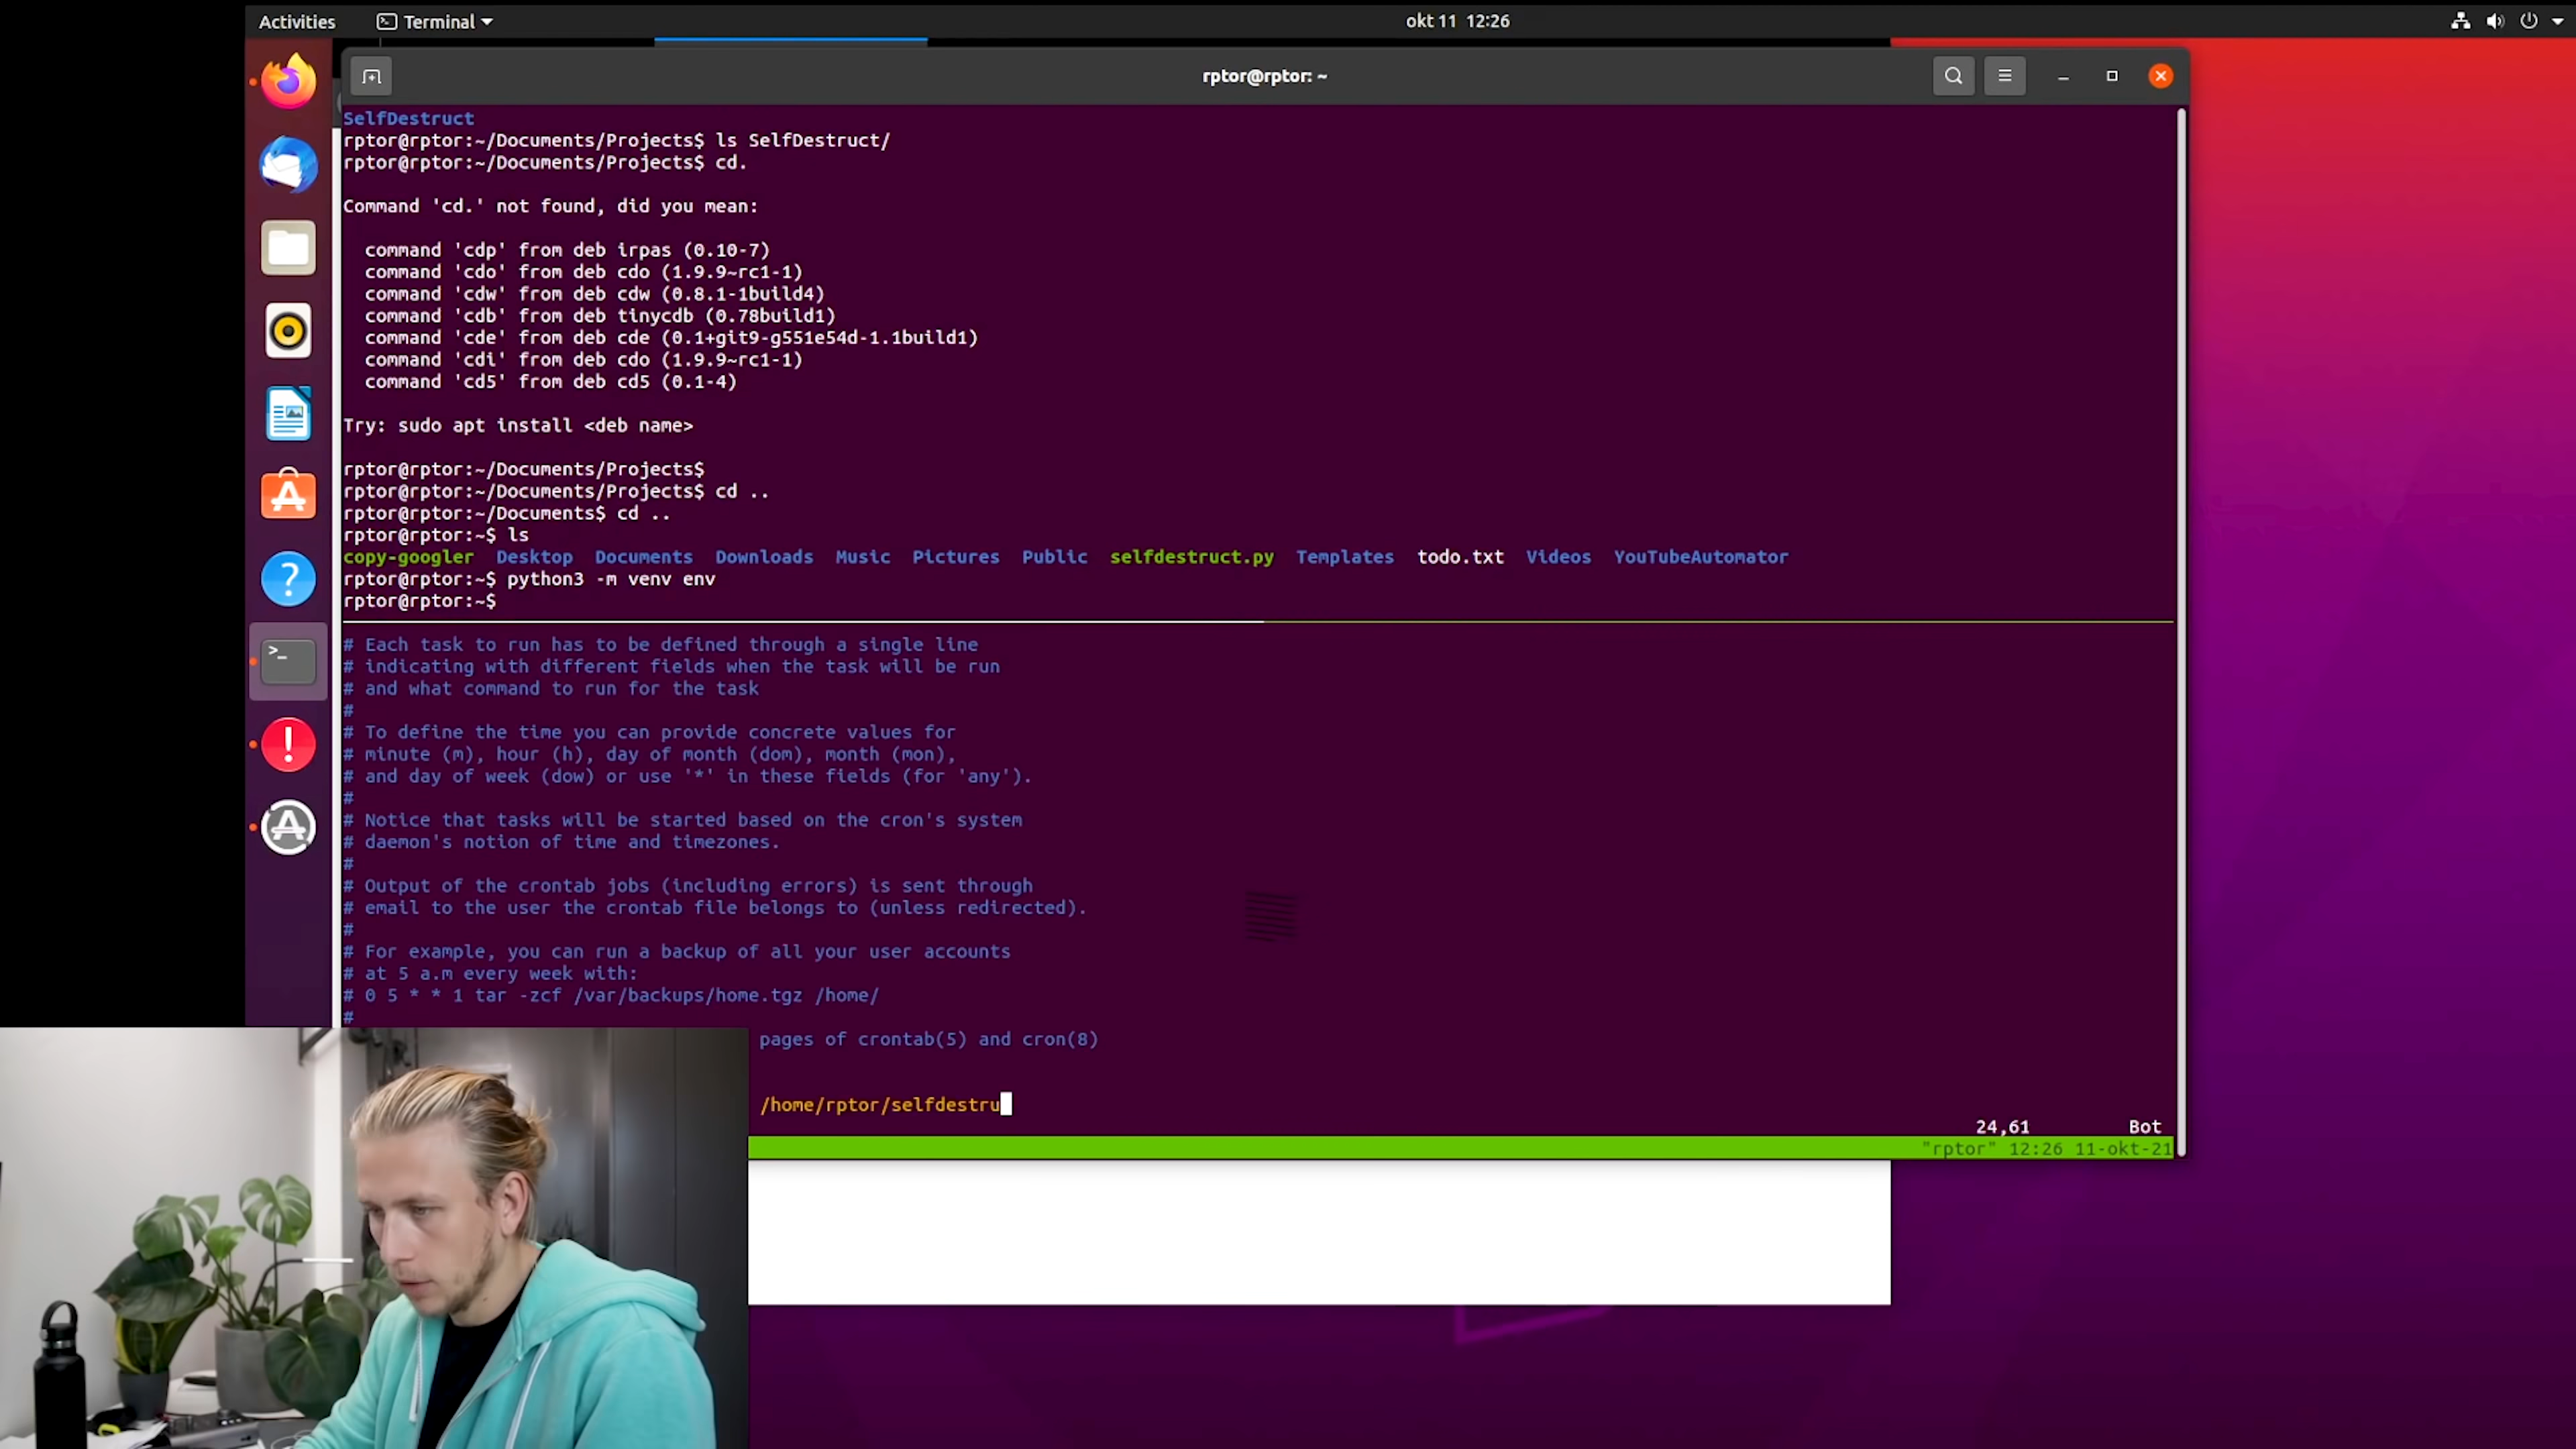 Activities Terminal okt 11 12:26
rptor@rptor: ~
SelfDestruct
rptor@rptor:~/Documents/Projects$ ls SelfDestruct/
rptor@rptor:~/Documents/Projects$ cd.
Command 'cd.' not found, did you mean:
command 'cdp' from deb irpas (0.10-7)
command 'cdo' from deb cdo (1.9.9~rc1-1)
command 'cdw' from deb cdw (0.8.1-1build4)
command 'cdb' from deb tinycdb (0.78build1)
command 'cde' from deb cde (0.1+git9-g551e54d-1.1build1)
command 'cdi' from deb cdo (1.9.9~rc1-1)
command 'cd5' from deb cd5 (0.1-4)
Try: sudo apt install <deb name>
rptor@rptor:~/Documents/Projects$
rptor@rptor:~/Documents/Projects$ cd ..
rptor@rptor:~/Documents$ cd ..
rptor@rptor:~$ ls
copy-googler Desktop Documents Downloads Music Pictures Public selfdestruct.py Templates todo.txt Videos YouTubeAutomator
rptor@rptor:~$ python3 -m venv env
rptor@rptor:~$
# Each task to run has to be defined through a single line
# indicating with different fields when the task will be run
# and what command to run for the task
#
# To define the time you can provide concrete values for
# minute (m), hour (h), day of month (dom), month (mon),
# and day of week (dow) or use '*' in these fields (for 'any').
#
# Notice that tasks will be started based on the cron's system
# daemon's notion of time and timezones.
#
# Output of the crontab jobs (including errors) is sent through
# email to the user the crontab file belongs to (unless redirected).
#
# For example, you can run a backup of all your user accounts
# at 5 a.m every week with:
# 0 5 * * 1 tar -zcf /var/backups/home.tgz /home/
#
pages of crontab(5) and cron(8)
/home/rptor/selfdestru
24,61 Bot
"rptor" 12:26 11-okt-21